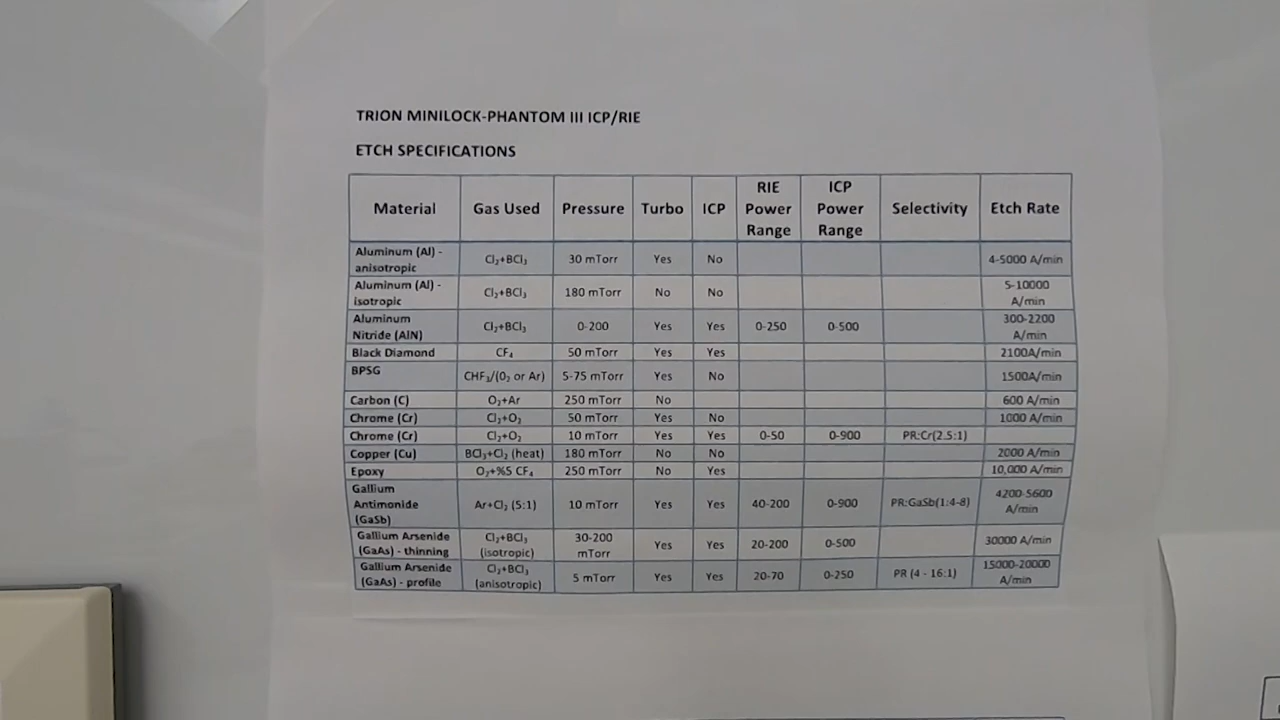 TRION MINILOCK-PHANTOM III ICP/RIE
ETCH SPECIFICATIONS
Material Gas Used Pressure Turbo ICP RIE Power Range ICP Power Range Selectivity Etch Rate
Aluminum (Al) - anisotropic Cl₂+BCl₃ 30 mTorr Yes No 4-5000 A/min
Aluminum (Al) - isotropic Cl₂+BCl₃ 180 mTorr No No 5-10000 A/min
Aluminum Nitride (AlN) Cl₂+BCl₃ 0-200 Yes Yes 0-250 0-500 300-2200 A/min
Black Diamond CF₄ 50 mTorr Yes Yes 2100A/min
BPSG CHF₃/(O₂ or Ar) 5-75 mTorr Yes No 1500A/min
Carbon (C) O₂+Ar 250 mTorr No 600 A/min
Chrome (Cr) Cl₂+O₂ 50 mTorr Yes No 1000 A/min
Chrome (Cr) Cl₂+O₂ 10 mTorr Yes Yes 0-50 0-900 PR:Cr(2.5:1)
Copper (Cu) BCl₃+Cl₂ (heat) 180 mTorr No No 2000 A/min
Epoxy O₂+%5 CF₄ 250 mTorr No Yes 10,000 A/min
Gallium Antimonide (GaSb) Ar+Cl₂ (5:1) 10 mTorr Yes Yes 40-200 0-900 PR:GaSb(1:4-8) 4200-5600 A/min
Gallium Arsenide (GaAs) - thinning Cl₂+BCl₃ (isotropic) 30-200 mTorr Yes Yes 20-200 0-500 30000 A/min
Gallium Arsenide (GaAs) - profile Cl₂+BCl₃ (anisotropic) 5 mTorr Yes Yes 20-70 0-250 PR (4 - 16:1) 15000-20000 A/min